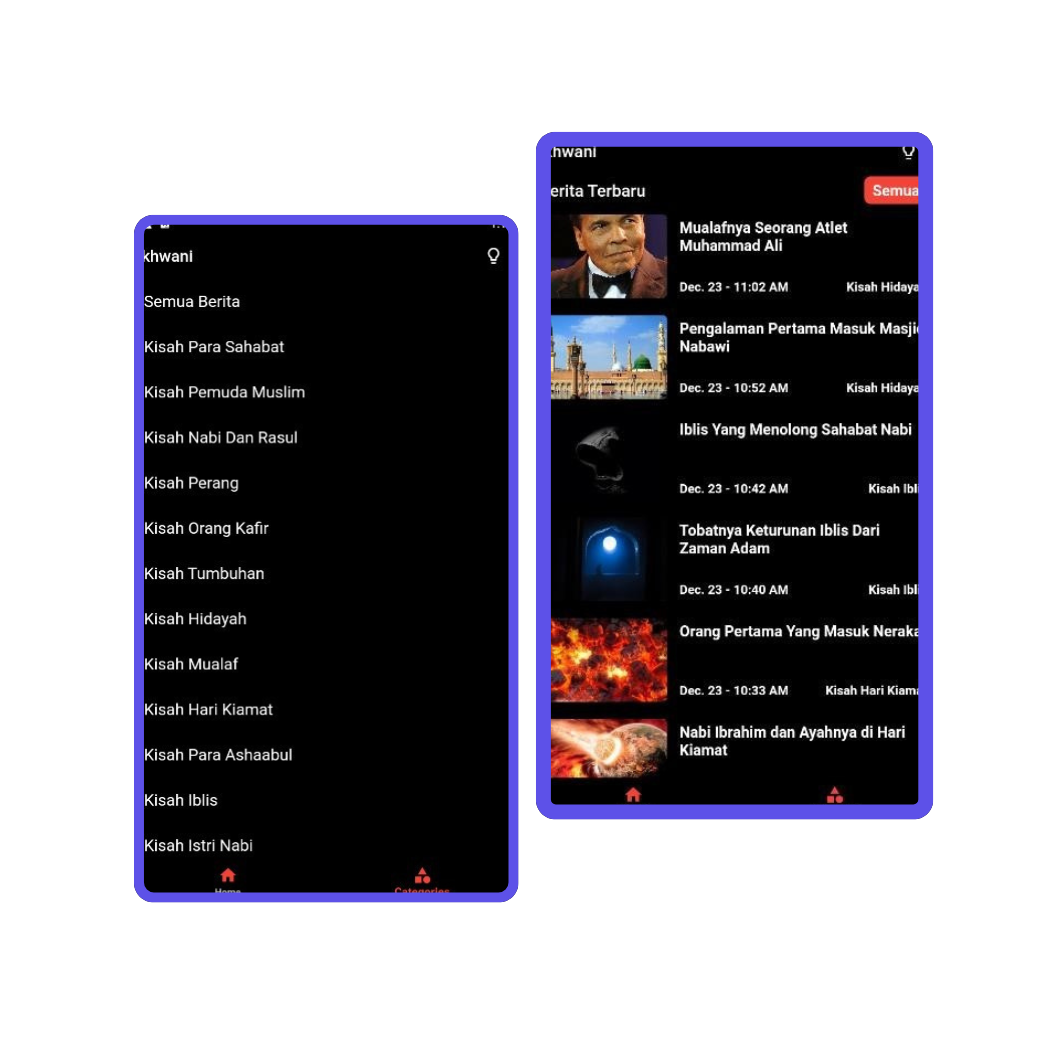 khwani
Semua Berita
Kisah Para Sahabat
Kisah Pemuda Muslim
Kisah Nabi Dan Rasul
Kisah Perang
Kisah Orang Kafir
Kisah Tumbuhan
Kisah Hidayah
Kisah Mualaf
Kisah Hari Kiamat
Kisah Para Ashaabul
Kisah Iblis
Kisah Istri Nabi
Home
Categories
hwani
erita Terbaru
Semua
Mualafnya Seorang Atlet
Muhammad Ali
Dec. 23 - 11:02 AM
Kisah Hidaya
Pengalaman Pertama Masuk Masji
Nabawi
Dec. 23 - 10:52 AM
Kisah Hidaya
Iblis Yang Menolong Sahabat Nabi
Dec. 23 - 10:42 AM
Kisah Ibli
Tobatnya Keturunan Iblis Dari
Zaman Adam
Dec. 23 - 10:40 AM
Kisah Ibli
Orang Pertama Yang Masuk Neraka
Dec. 23 - 10:33 AM
Kisah Hari Kiama
Nabi Ibrahim dan Ayahnya di Hari
Kiamat